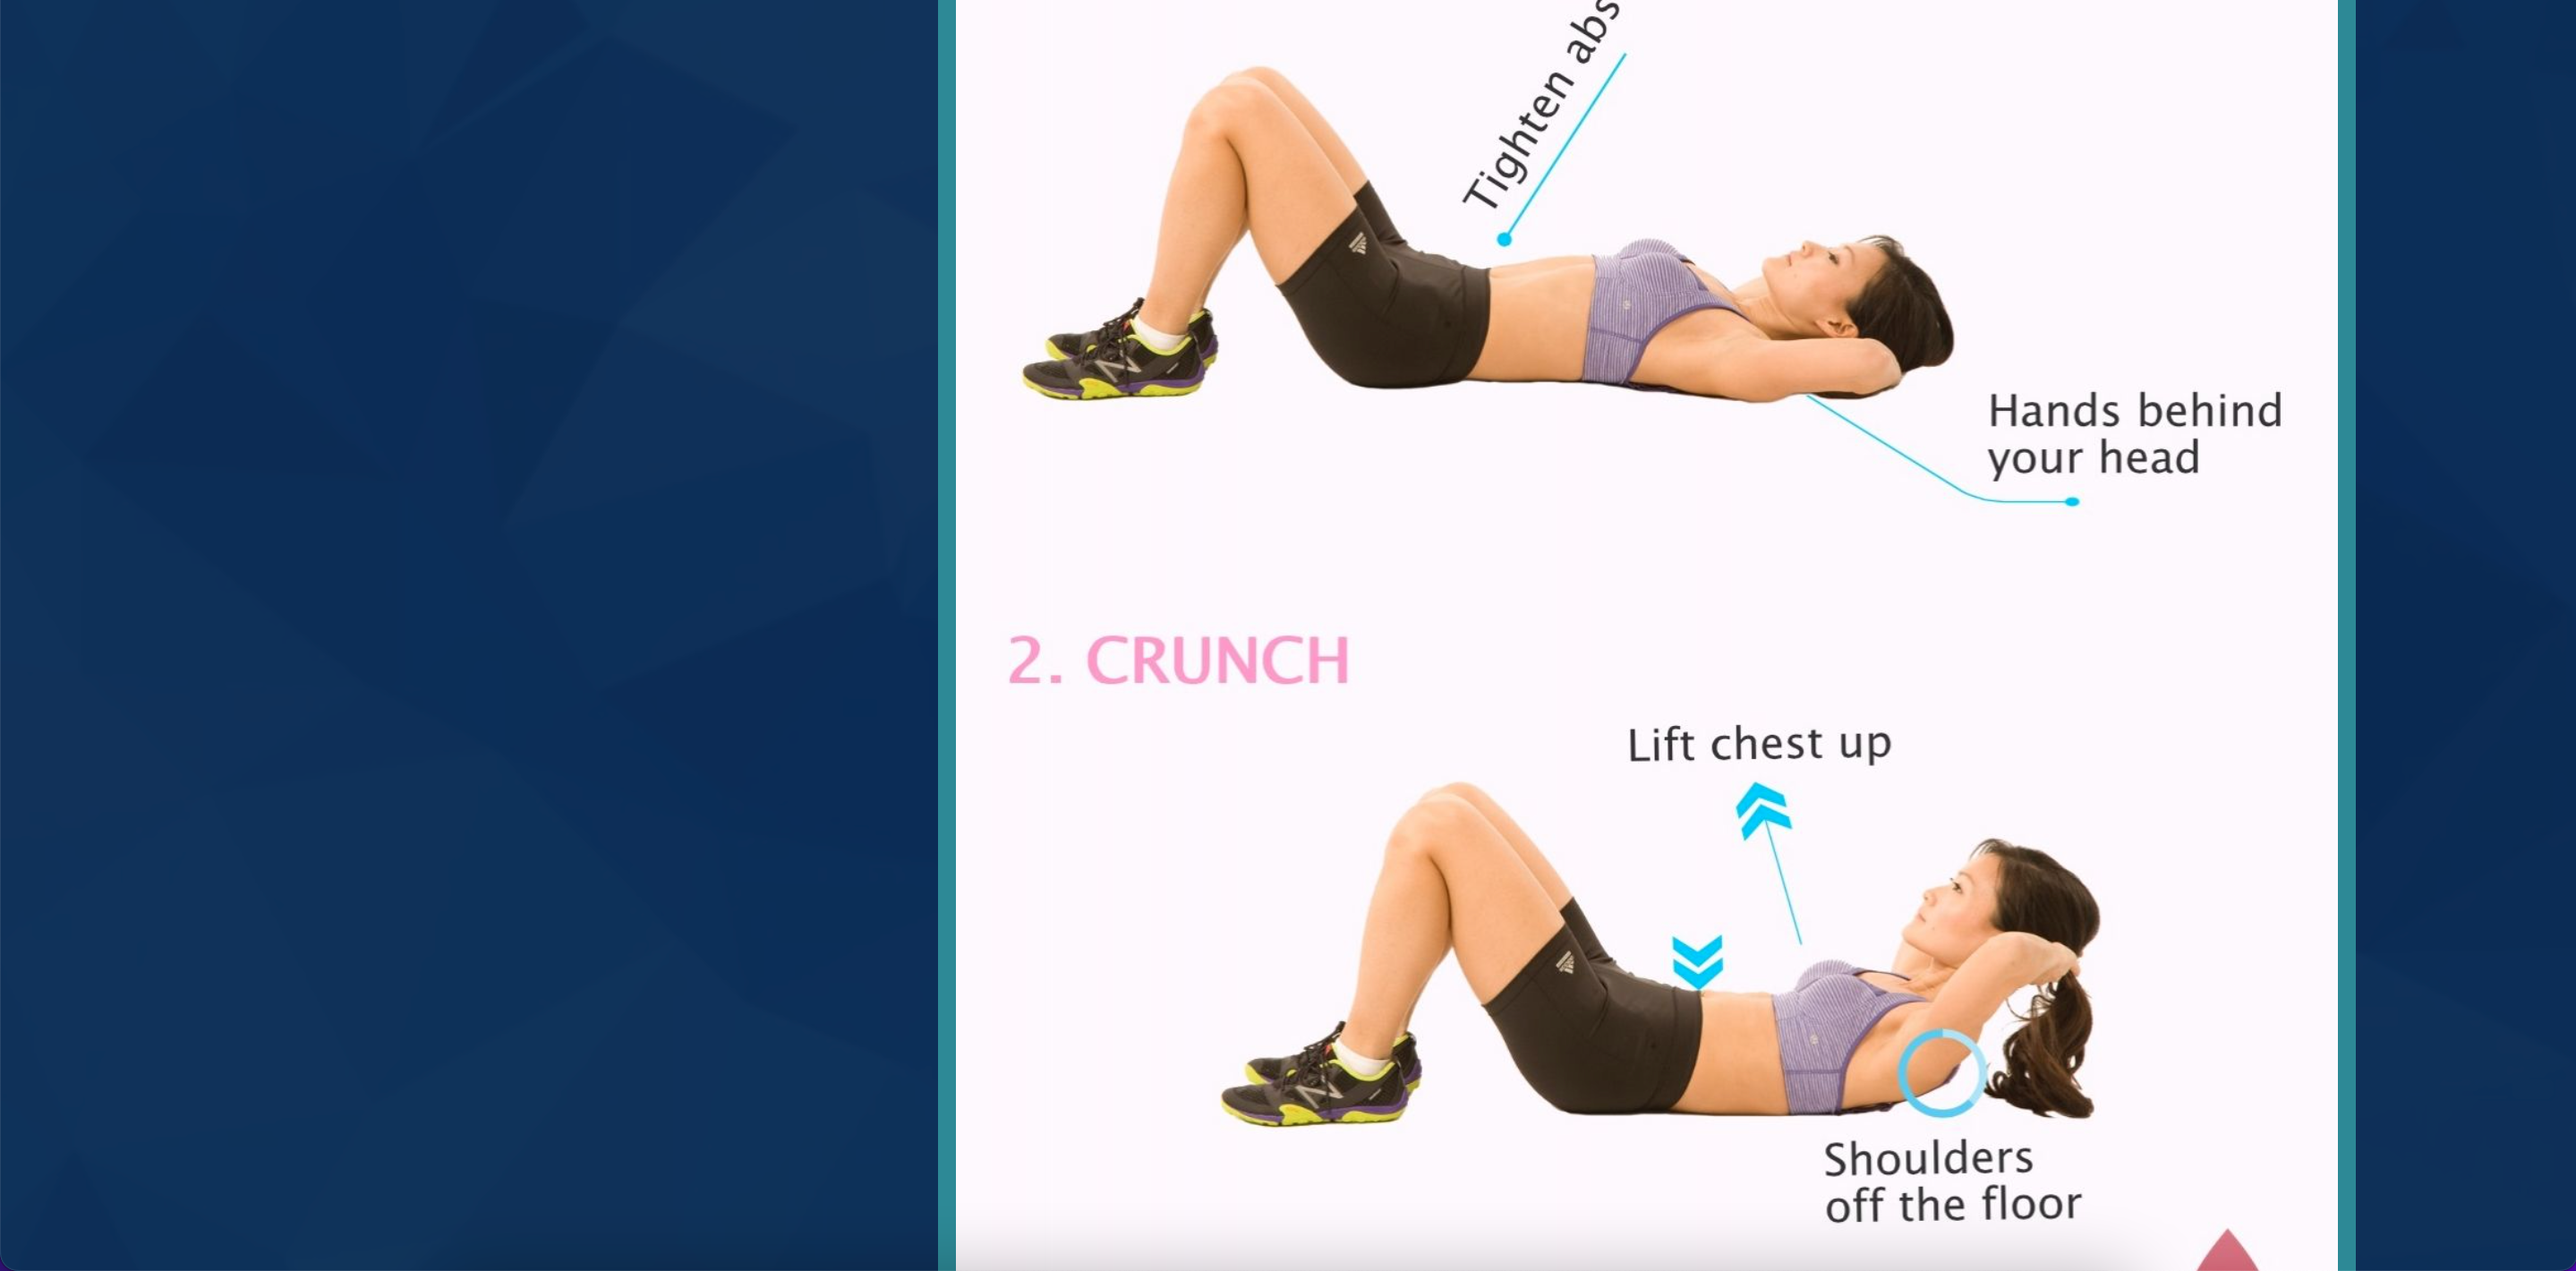 Tighten abs
Hands behind
your head
2. CRUNCH
Lift chest up
Shoulders
off the floor